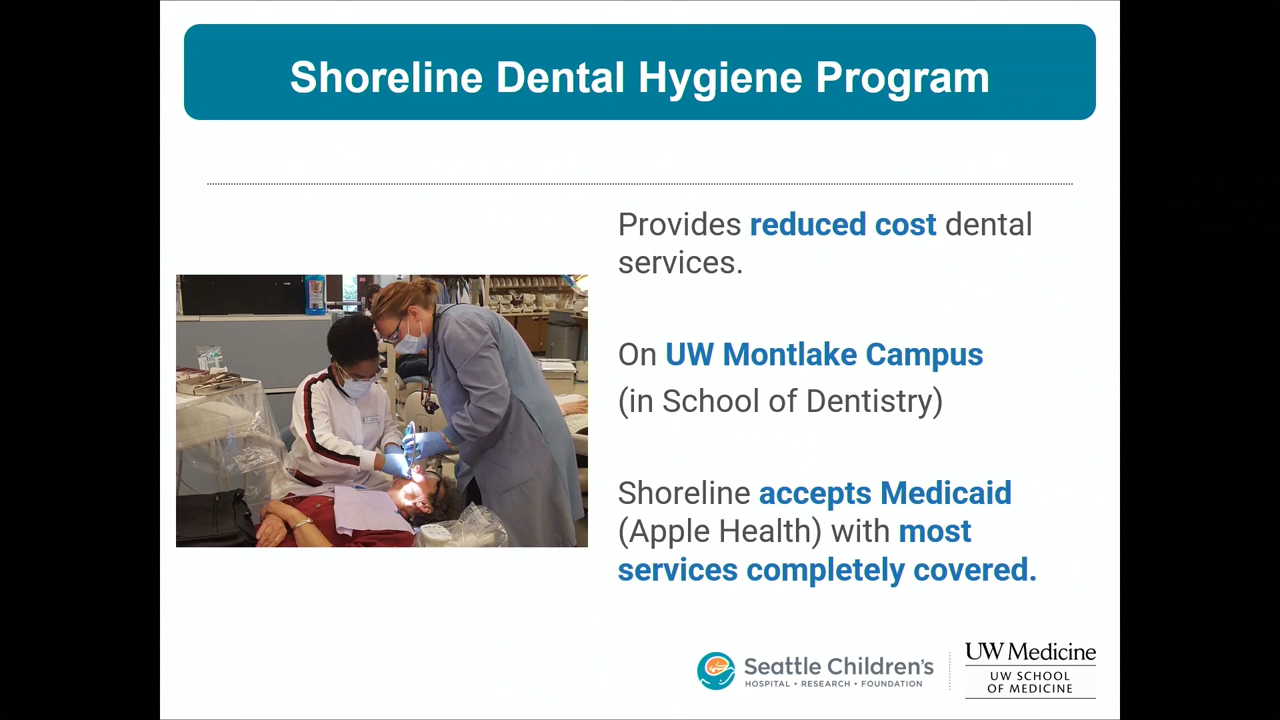 Shoreline Dental Hygiene Program
Provides reduced cost dental
services.
On UW Montlake Campus
(in School of Dentistry)
Shoreline accepts Medicaid
(Apple Health) with most
services completely covered.
Seattle Children's
HOSPITAL • RESEARCH • FOUNDATION
UW Medicine
UW SCHOOL
OF MEDICINE